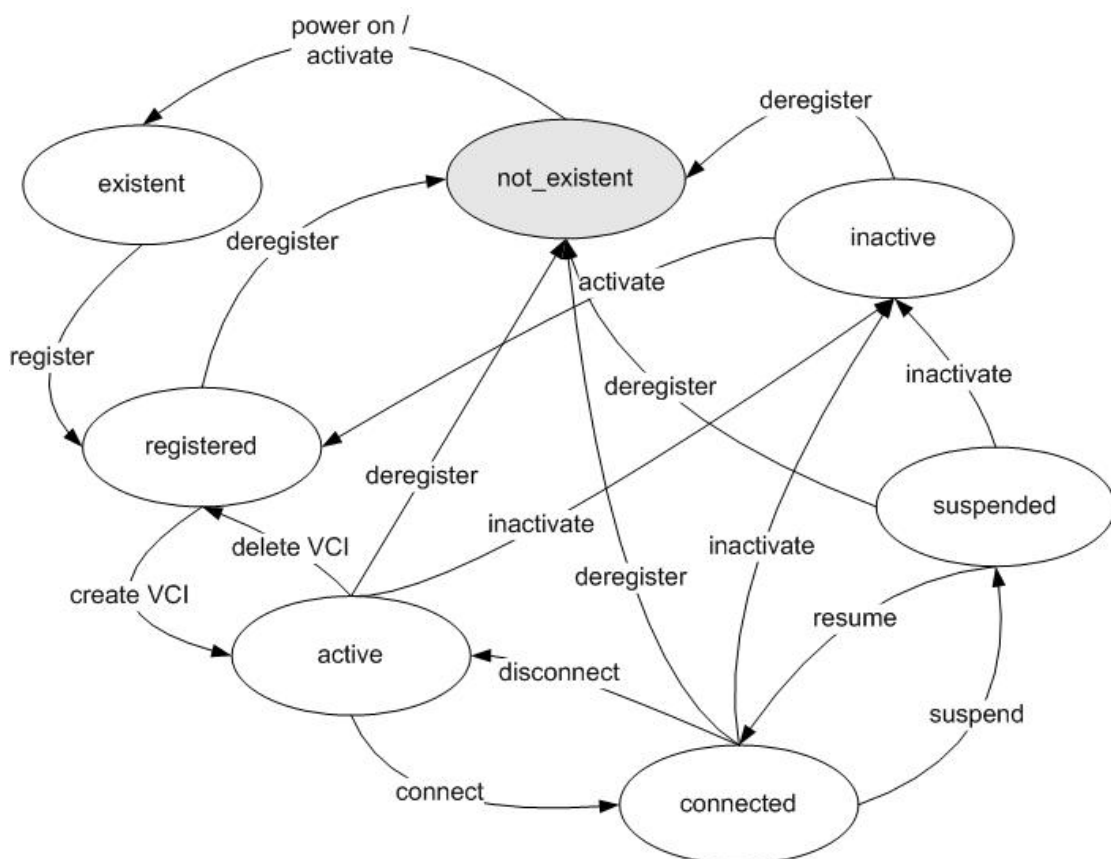 power on /
activate
deregister
existent
not_existent
inactive
deregister
activate
register
deregister
inactivate
registered
deregister
suspended
inactivate
delete VCI
inactivate
create VCI
deregister
resume
active
disconnect
suspend
connect
connected